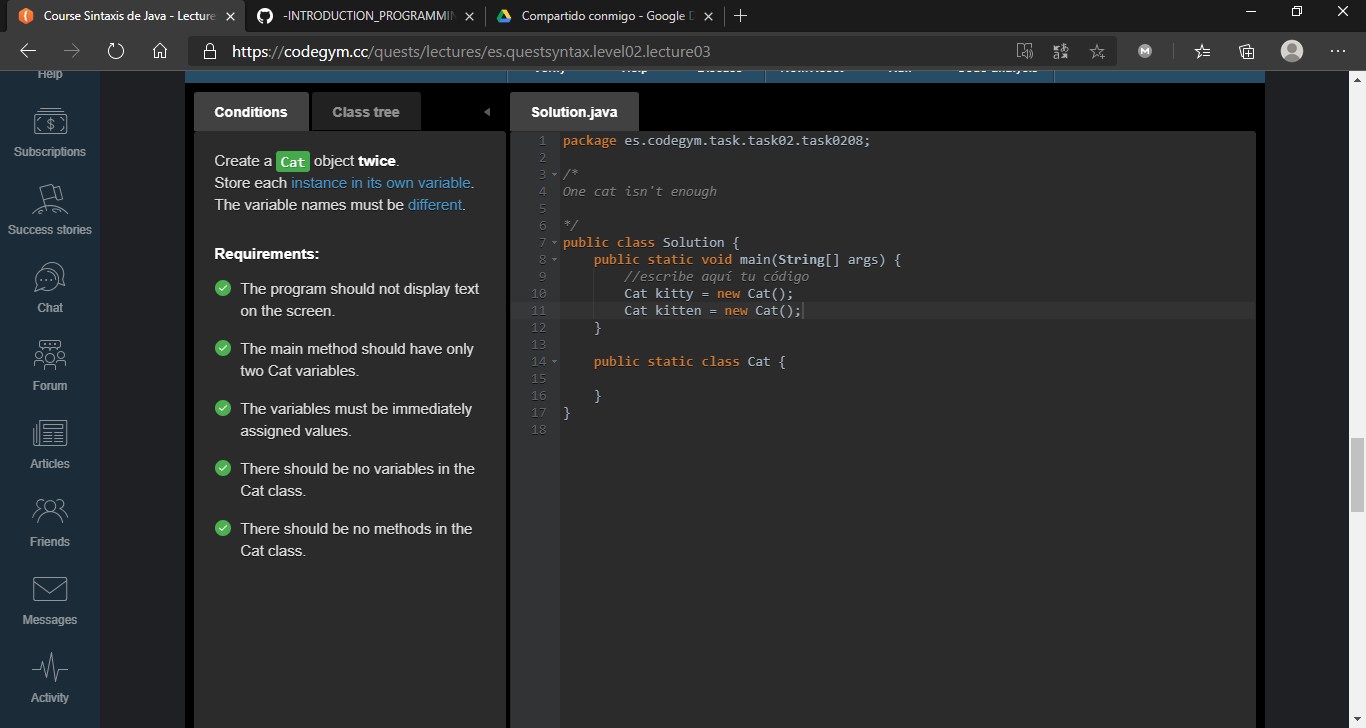 Course Sintaxis de Java - Lecture
-INTRODUCTION_PROGRAMMIN
Compartido conmigo - Google D
https://codegym.cc/quests/lectures/es.questsyntax.level02.lecture03
Help
Subscriptions
Success stories
Chat
Forum
Articles
Friends
Messages
Activity
Conditions
Class tree
Create a Cat object twice.
Store each instance in its own variable.
The variable names must be different.
Requirements:
The program should not display text
on the screen.
The main method should have only
two Cat variables.
The variables must be immediately
assigned values.
There should be no variables in the
Cat class.
There should be no methods in the
Cat class.
Solution.java
1 package es.codegym.task.task02.task0208;
2
3 /*
4 One cat isn't enough
5
6 */
7 public class Solution {
8 public static void main(String[] args) {
9 //escribe aquí tu código
10 Cat kitty = new Cat();
11 Cat kitten = new Cat();
12 }
13
14 public static class Cat {
15
16 }
17 }
18